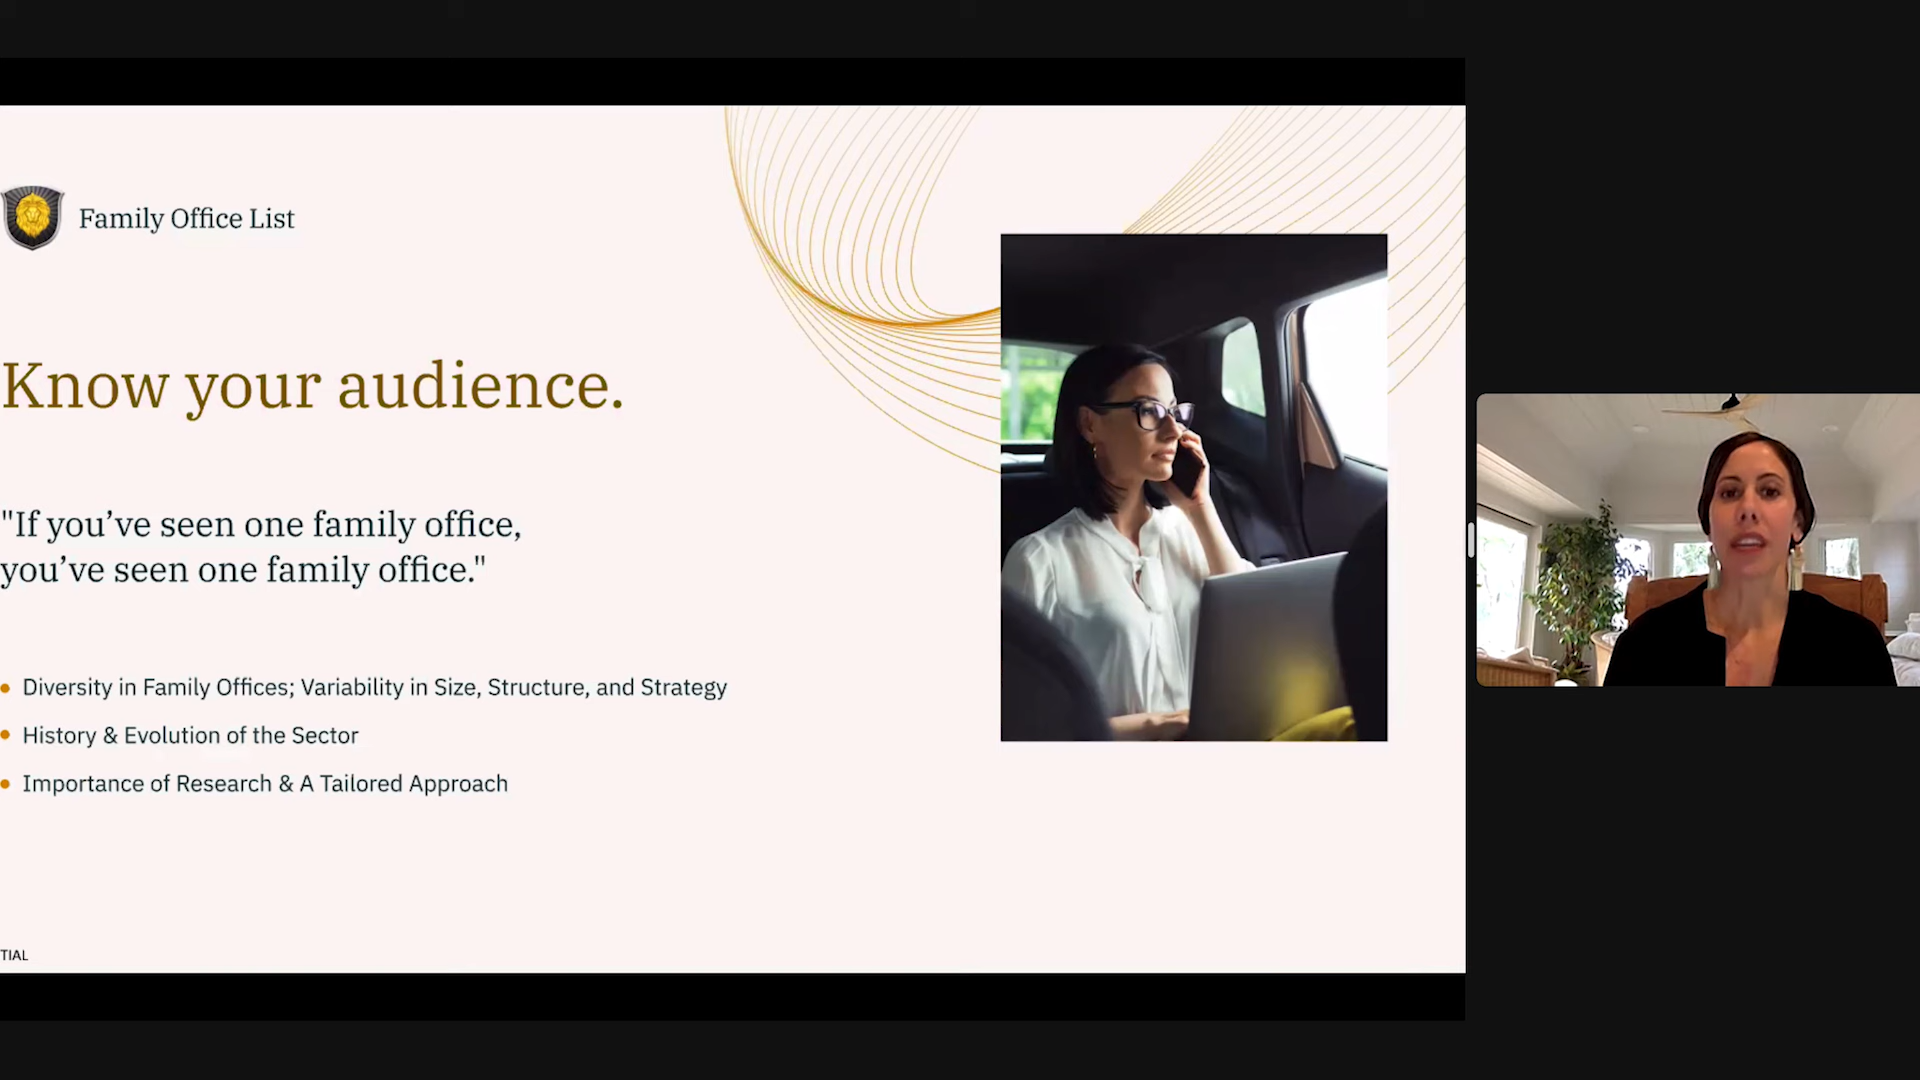 Family Office List
Know your audience.
"If you’ve seen one family office,
you’ve seen one family office."
Diversity in Family Offices; Variability in Size, Structure, and Strategy
History & Evolution of the Sector
Importance of Research & A Tailored Approach
TIAL